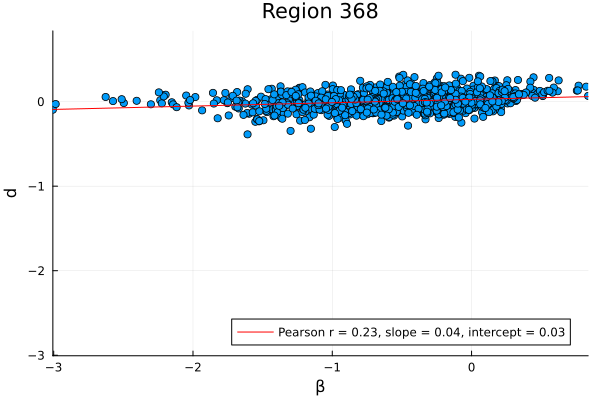 Region 368
0
−1
−2
−3
d
−3
−2
−1
0
β
Pearson r = 0.23, slope = 0.04, intercept = 0.03